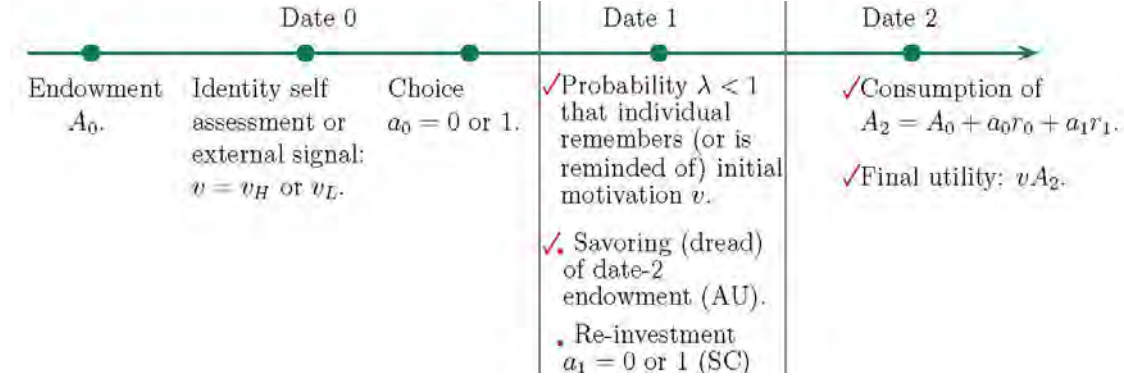 Date 0 Date 1 Date 2
Endowment
A₀.
Identity self
assessment or
external signal:
v = v_H or v_L.
Choice
a₀ = 0 or 1.
✓Probability λ < 1
that individual
remembers (or is
reminded of) initial
motivation v.
✓. Savoring (dread)
of date-2
endowment (AU).
. Re-investment
a₁ = 0 or 1 (SC)
✓Consumption of
A₂ = A₀ + a₀r₀ + a₁r₁.
✓Final utility: vA₂.